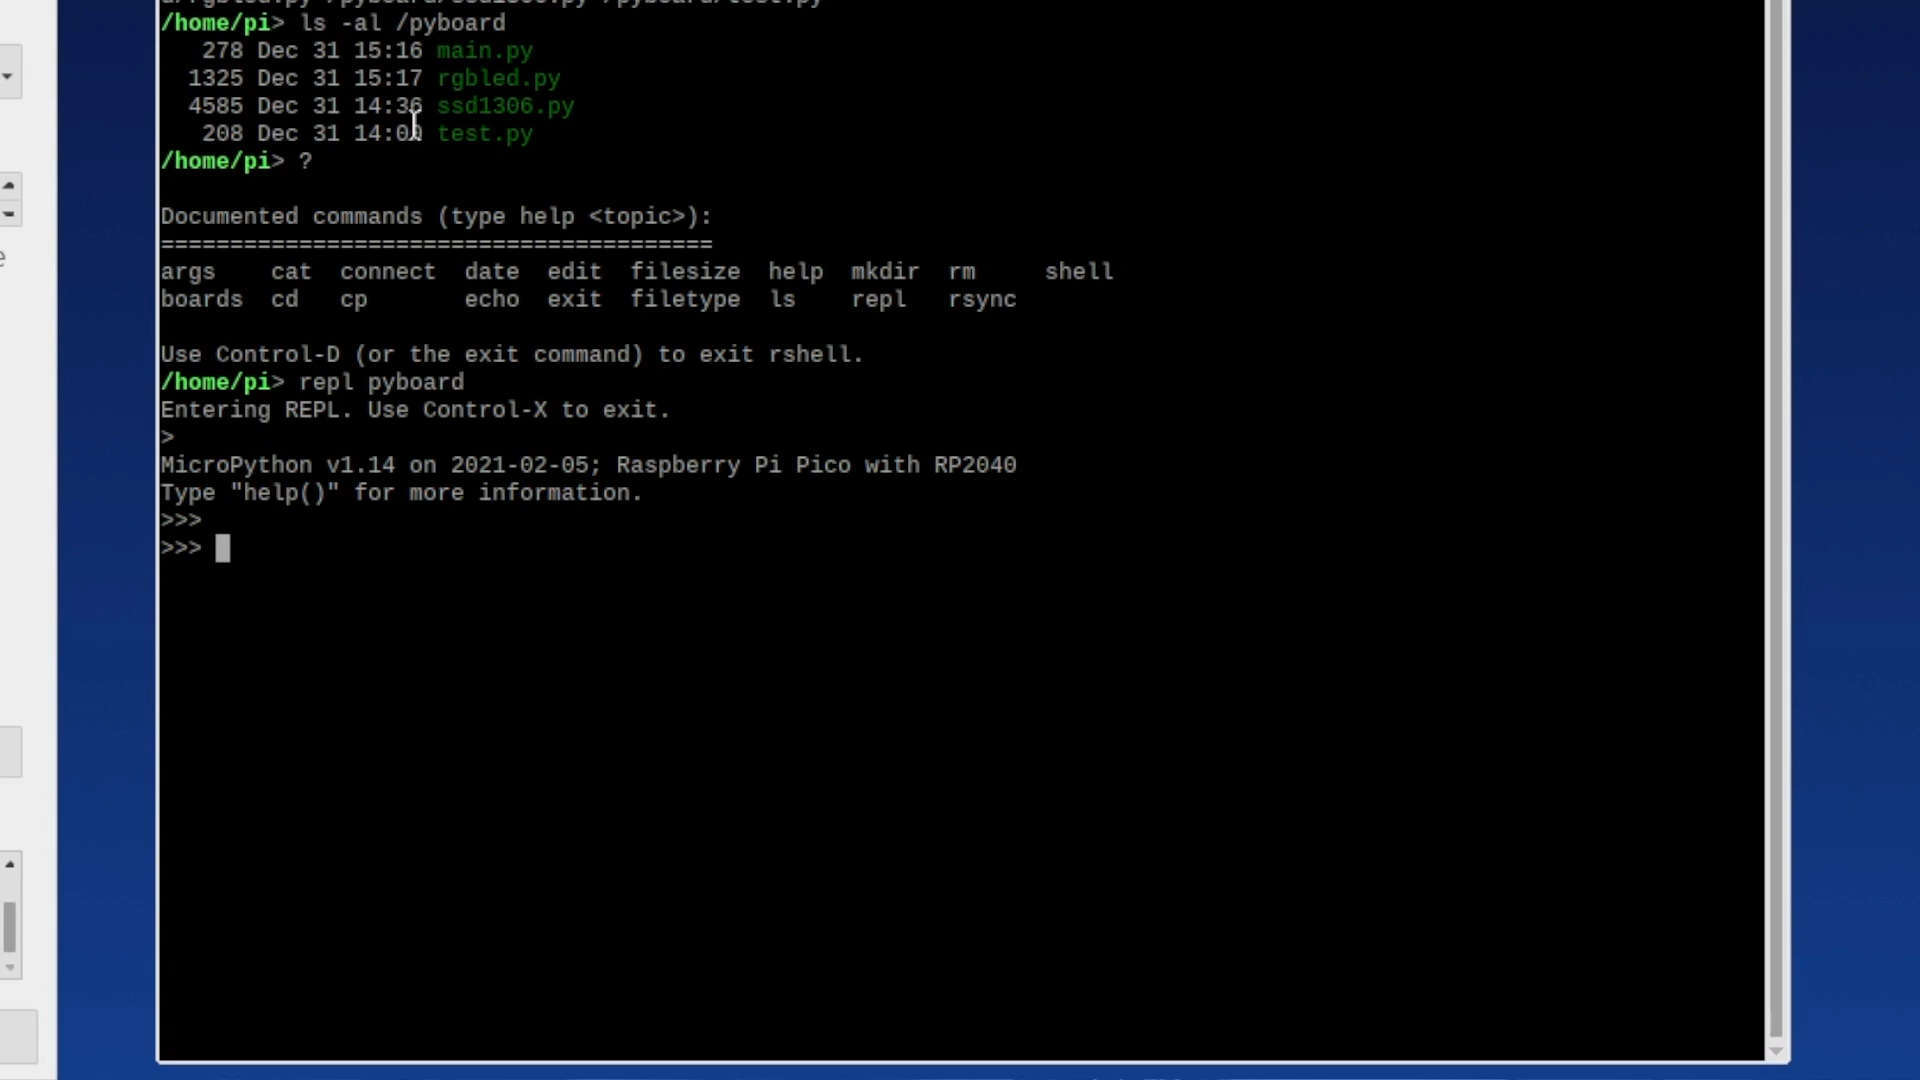 /home/pi> ls -al /pyboard
278 Dec 31 15:16 main.py
1325 Dec 31 15:17 rgbled.py
4585 Dec 31 14:36 ssd1306.py
208 Dec 31 test.py
/home/pi> ?
Documented commands (type help <topic>):
========================================
args cat connect date edit filesize help mkdir rm shell
boards cd cp echo exit filetype ls repl rsync
Use Control-D (or the exit command) to exit rshell.
/home/pi> repl pyboard
Entering REPL. Use Control-X to exit.
>
MicroPython v1.14 on 2021-02-05; Raspberry Pi Pico with RP2040
Type "help()" for more information.
>>>
>>>